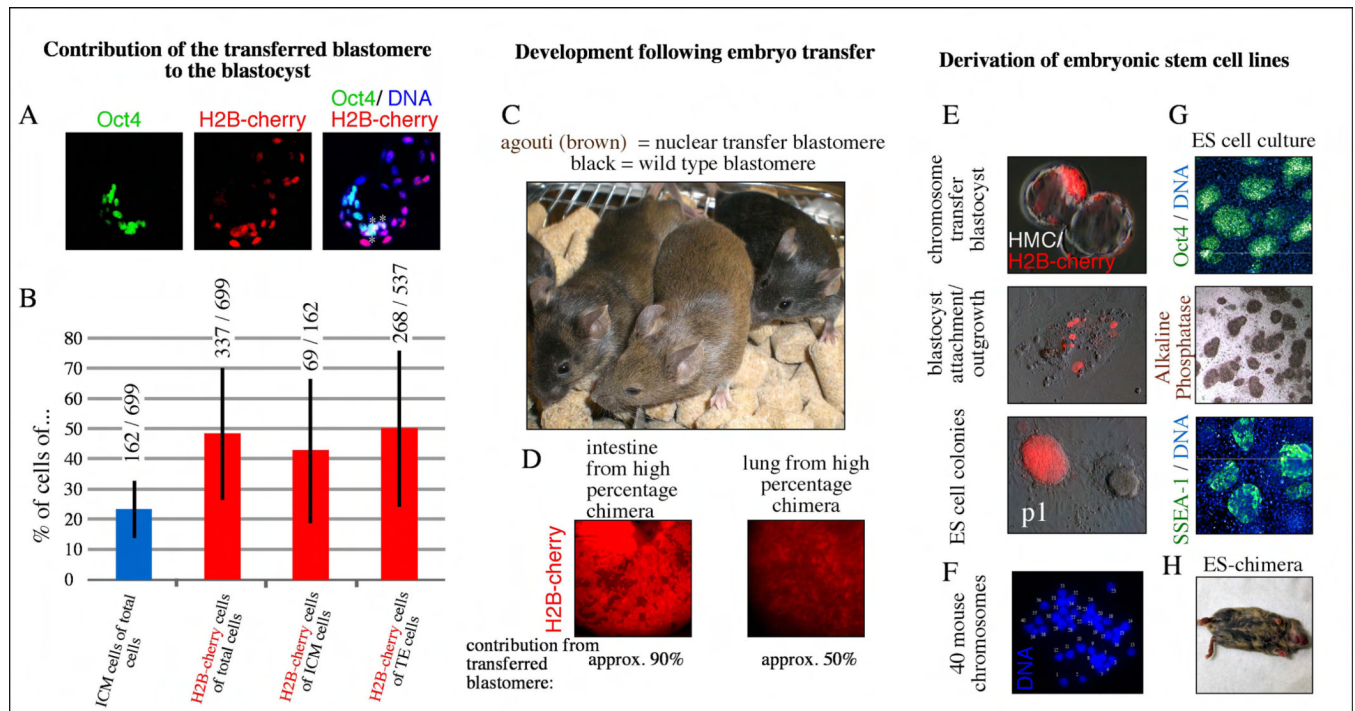 Contribution of the transferred blastomere
to the blastocyst
A
Oct4
H2B-cherry
Oct4/ DNA
H2B-cherry
* *
*
B
% of cells of...
80
70
60
50
40
30
20
10
0
162 / 699
337 / 699
69 / 162
268 / 537
ICM cells of total
cells
H2B-cherry cells
of total cells
H2B-cherry cells
of ICM cells
H2B-cherry cells
of TE cells
Development following embryo transfer
C
agouti (brown) = nuclear transfer blastomere
black = wild type blastomere
D
intestine
from high
percentage
chimera
lung from high
percentage
chimera
H2B-cherry
contribution from
transferred
blastomere:
approx. 90%
approx. 50%
Derivation of embryonic stem cell lines
E
chromosome
transfer
blastocyst
HMC/
H2B-cherry
blastocyst
attachment/
outgrowth
ES cell colonies
p1
F
40 mouse
chromosomes
DNA
G
ES cell culture
Oct4 / DNA
Alkaline
Phosphatase
SSEA-1 / DNA
H
ES-chimera